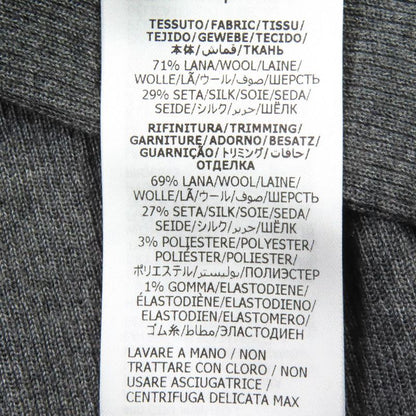 TESSUTO/FABRIC/TISSU/
TEJIDO/GEWEBE/TECIDO/
本体/قماش/ТКАНЬ
71% LANA/WOOL/LAINE/
WOLLE/LÃ/ウール/صوف/ШЕРСТЬ
29% SETA/SILK/SOIE/SEDA/
SEIDE/シルク/حرير/ШЁЛК
RIFINITURA/TRIMMING/
GARNITURE/ADORNO/BESATZ/
GUARNIÇÃO/トリミング/حافات/
ОТДЕЛКА
69% LANA/WOOL/LAINE/
WOLLE/LÃ/ウール/صوف/ШЕРСТЬ
27% SETA/SILK/SOIE/SEDA/
SEIDE/シルク/حرير/ШЁЛК
3% POLIESTERE/POLYESTER/
POLIÉSTER/POLYESTER/
ポリエステル/بوليستر/ПОЛИЭСТЕР
1% GOMMA/ELASTODIENE/
ÉLASTODIÈNE/ELASTODIENO/
ELASTODIEN/ELASTOMERO/
ゴム糸/مطاط/ЭЛАСТОДИЕН
LAVARE A MANO / NON
TRATTARE CON CLORO / NON
USARE ASCIUGATRICE /
CENTRIFUGA DELICATA MAX